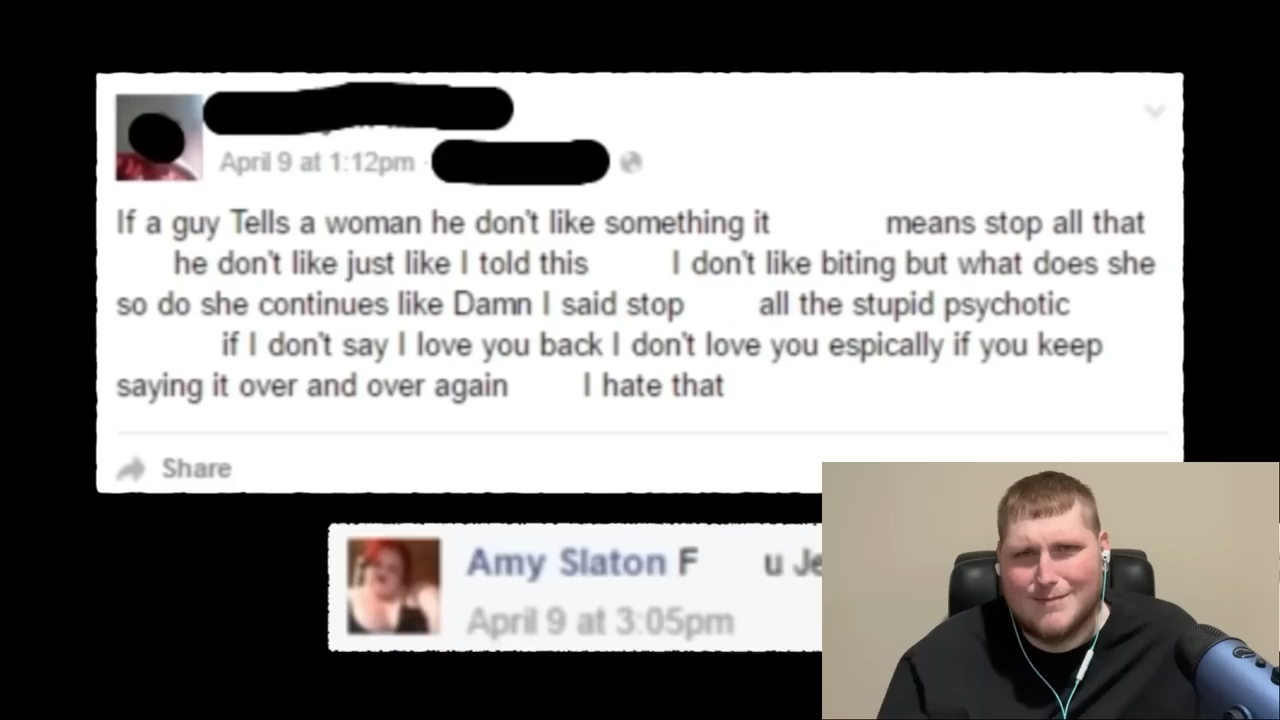 April 9 at 1:12pm ·
If a guy Tells a woman he don't like something it means stop all that
he don't like just like I told this I don't like biting but what does she
so do she continues like Damn I said stop all the stupid psychotic
if I don't say I love you back I don't love you espically if you keep
saying it over and over again I hate that
Share
Amy Slaton F u Je
April 9 at 3:05pm